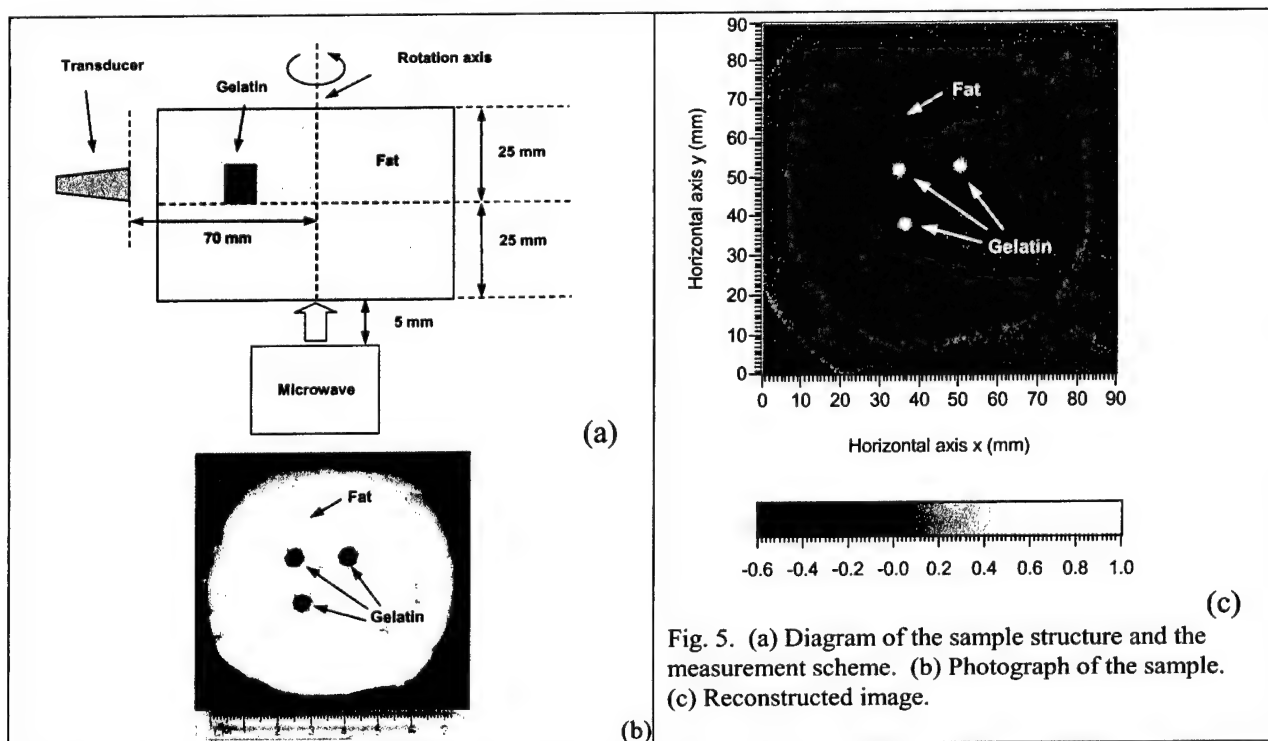 Transducer
Gelatin
Rotation axis
Fat
25 mm
70 mm
25 mm
5 mm
Microwave
(a)
Fat
Gelatin
(b)
90
80
70
60
50
40
30
20
10
0
Horizontal axis y (mm)
Fat
Gelatin
0 10 20 30 40 50 60 70 80 90
Horizontal axis x (mm)
-0.6 -0.4 -0.2 -0.0 0.2 0.4 0.6 0.8 1.0
(c)
Fig. 5. (a) Diagram of the sample structure and the
measurement scheme. (b) Photograph of the sample.
(c) Reconstructed image.